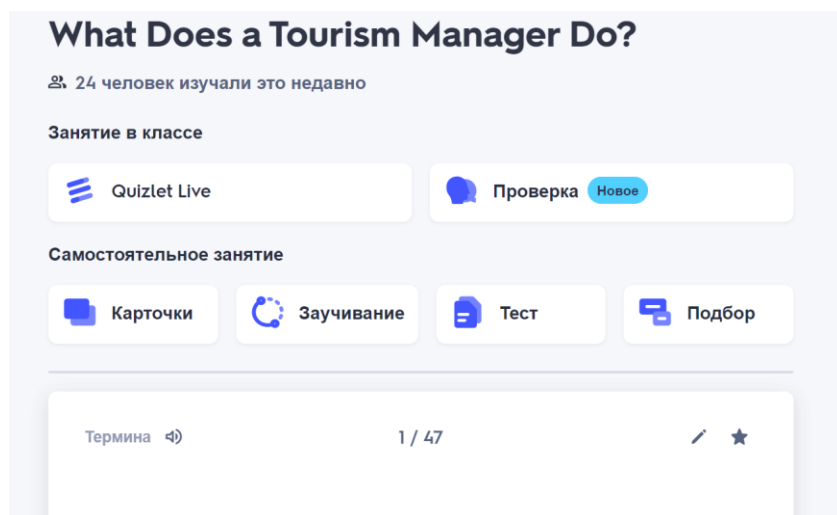 What Does a Tourism Manager Do?
24 человек изучали это недавно
Занятие в классе
Quizlet Live
Проверка Новое
Самостоятельное занятие
Карточки Заучивание Тест Подбор
Термина 1 / 47